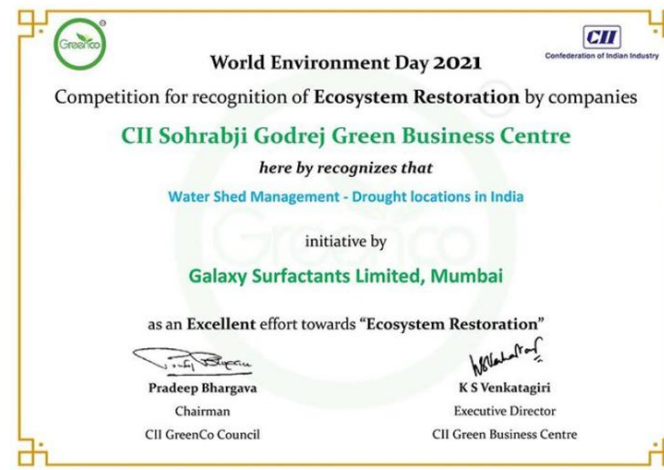 Greenco
CII
Confederation of Indian Industry
World Environment Day 2021
Competition for recognition of Ecosystem Restoration by companies
CII Sohrabji Godrej Green Business Centre
here by recognizes that
Water Shed Management - Drought locations in India
initiative by
Greenco
Galaxy Surfactants Limited, Mumbai
as an Excellent effort towards “Ecosystem Restoration”
Pradeep Bhargava
K S Venkatagiri
Chairman
Executive Director
CII GreenCo Council
CII Green Business Centre